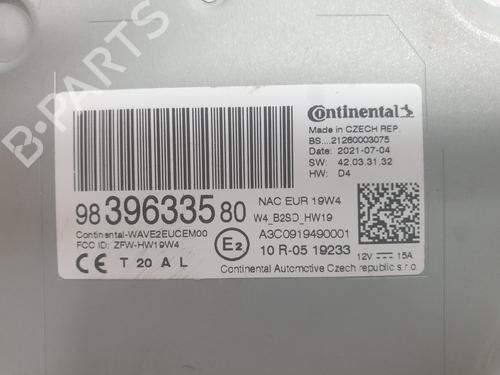 B-PARTS
Continental
Made in CZECH REP.
BS....21260003075
Date: 2021-07-04
SW: 42.03.31.32
HW: D4
98 396335 80
NAC EUR 19W4
W4_B2SD_HW19
Continental-WAVE2EUCEM00
FCC ID: ZFW-HW19W4
E2
A3C0919490001
10 R-05 19233
12V 15A
CE T 20 A L
Continental Automotive Czech republic s.r.o.